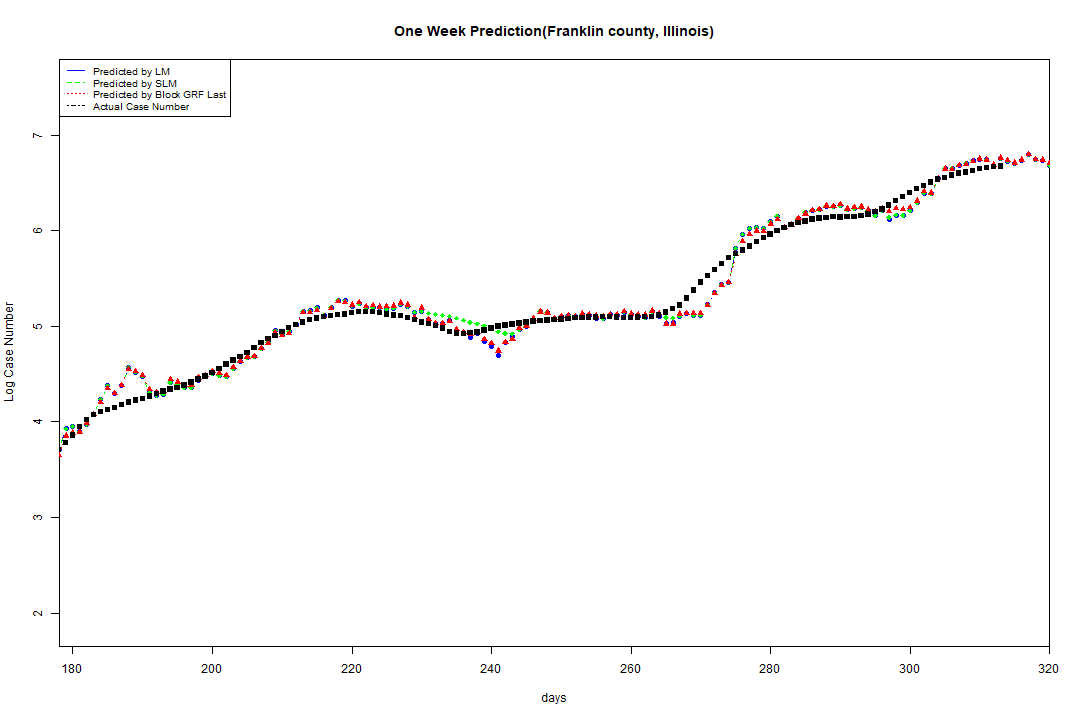 One Week Prediction(Franklin county, Illinois)
Predicted by LM
Predicted by SLM
Predicted by Block GRF Last
Actual Case Number
7
6
5
4
3
2
Log Case Number
180 200 220 240 260 280 300 320
days